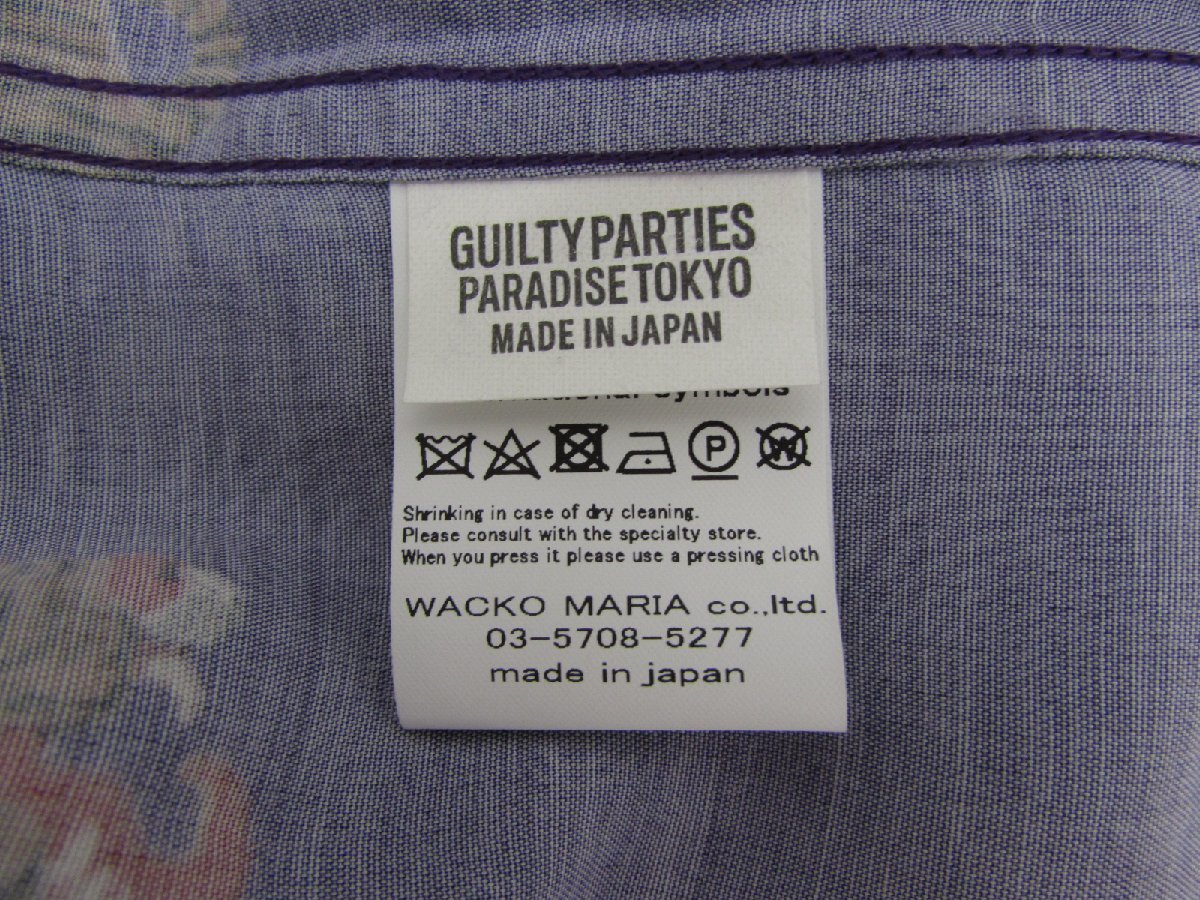 GUILTY PARTIES
PARADISE TOKYO
MADE IN JAPAN
symbols
P
W
Shrinking in case of dry cleaning.
Please consult with the specialty store.
When you press it please use a pressing cloth
WACKO MARIA co.,ltd.
03-5708-5277
made in japan